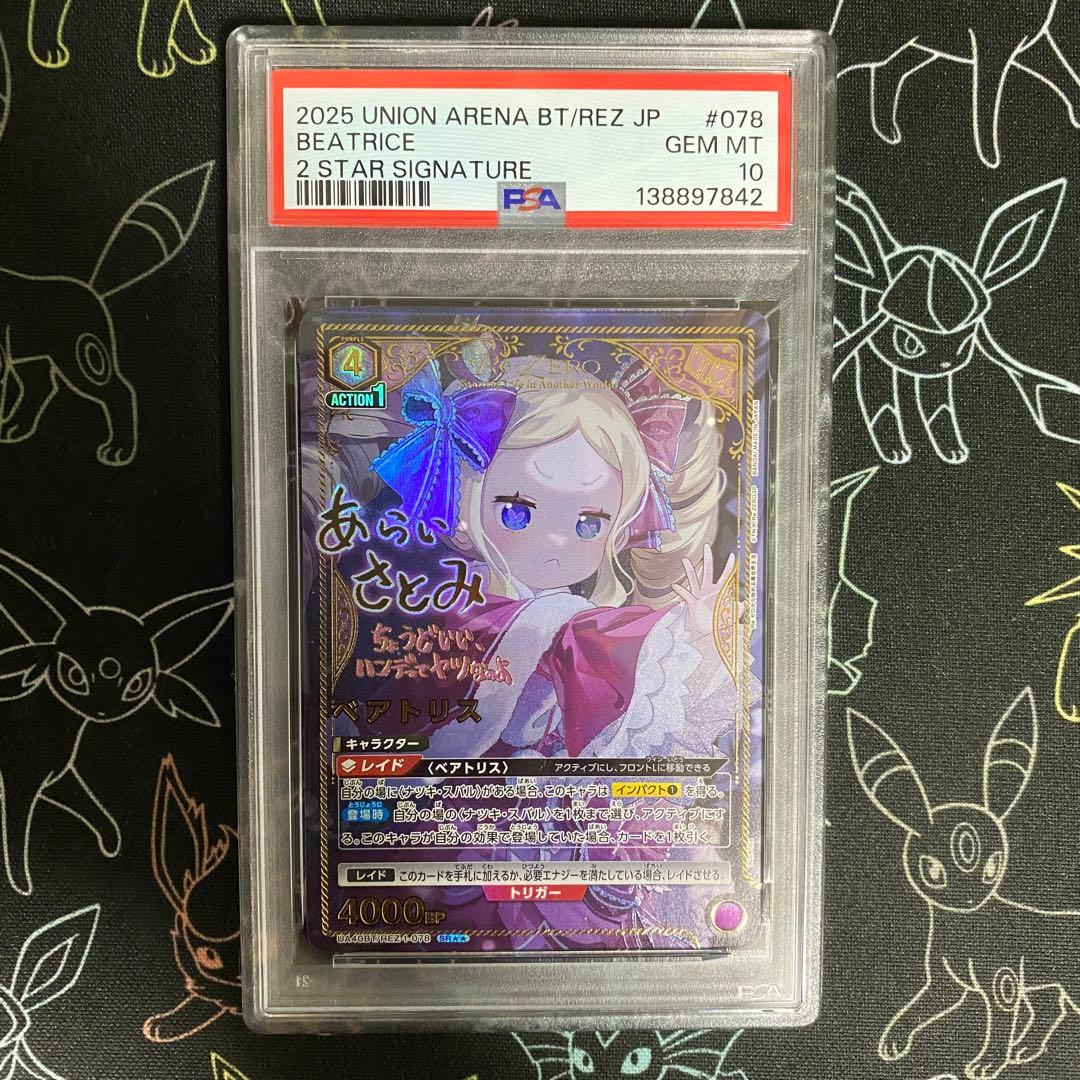 2025 UNION ARENA BT/REZ JP #078
BEATRICE GEM MT
2 STAR SIGNATURE 10
PSA 138897842
PURPLE
4
ACTION 1
Re:ZERO
Starting Life in Another World
あらい
さとみ
ちょうどいい、
ハンデってヤツなのよ
ベアトリス
キャラクター
レイド 〈ベアトリス〉 アクティブにし、フロントLに移動できる
自分の場に〈ナツキ・スバル〉がある場合、このキャラは インパクト❶ を得る。
登場時 自分の場の〈ナツキ・スバル〉を1枚まで選び、アクティブにす
る。このキャラが自分の効果で登場していた場合、カードを1枚引く。
レイド このカードを手札に加えるか、必要エナジーを満たしている場合、レイドさせる。
トリガー
4000BP
UA40BT/REZ-1-078 SR★★
PSA